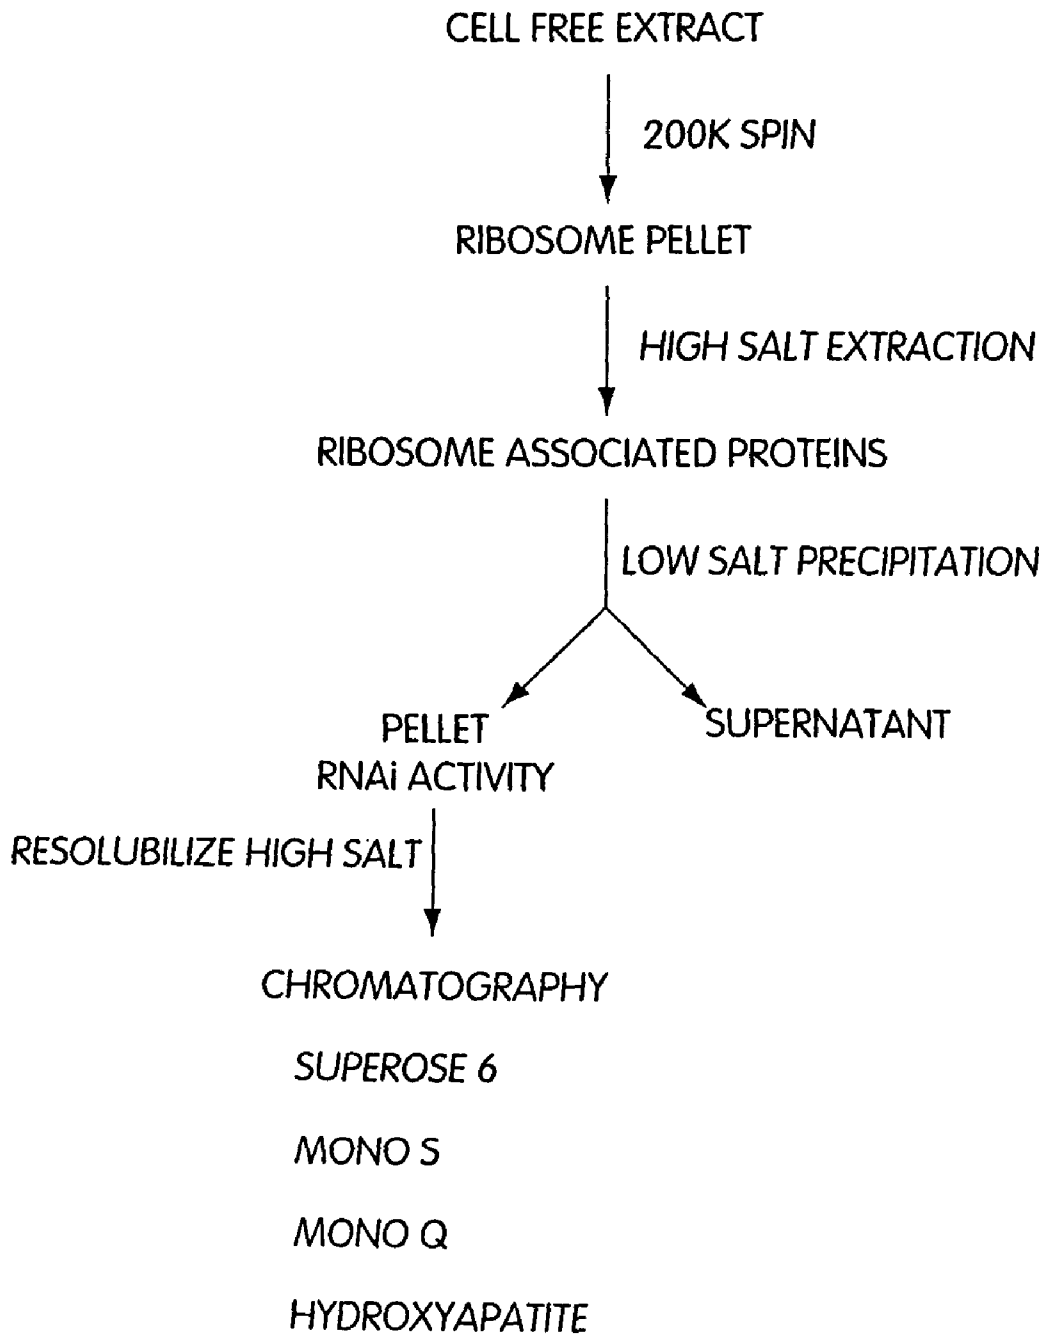 CELL FREE EXTRACT
200K SPIN
RIBOSOME PELLET
HIGH SALT EXTRACTION
RIBOSOME ASSOCIATED PROTEINS
LOW SALT PRECIPITATION
PELLET
SUPERNATANT
RNAi ACTIVITY
RESOLUBILIZE HIGH SALT
CHROMATOGRAPHY
SUPEROSE 6
MONO S
MONO Q
HYDROXYAPATITE